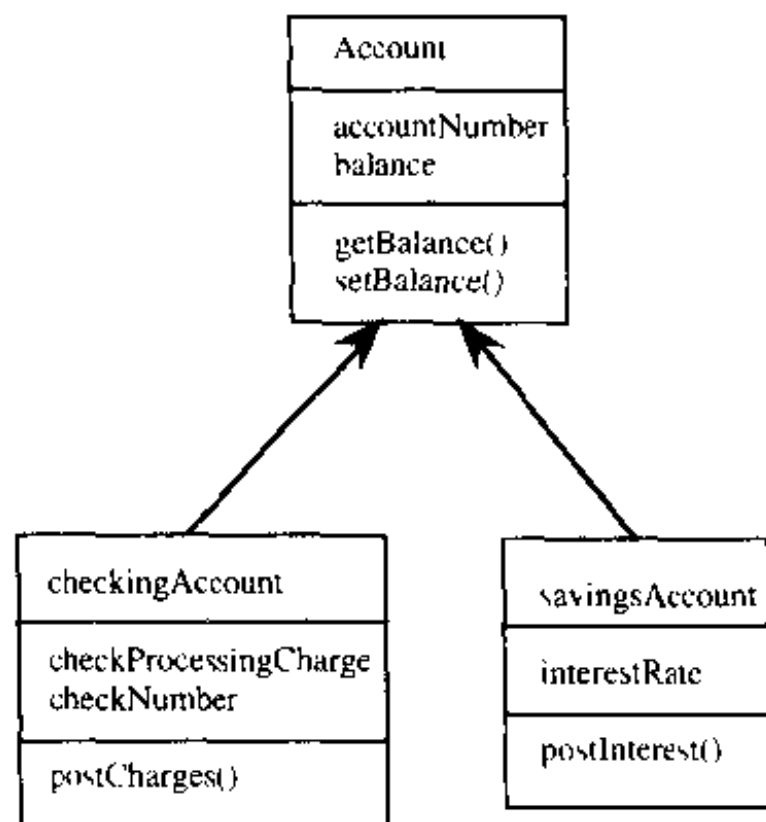 Account
accountNumber
balance
getBalance()
setBalance()
checkingAccount
checkProcessingCharge
checkNumber
postCharges()
savingsAccount
interestRate
postInterest()